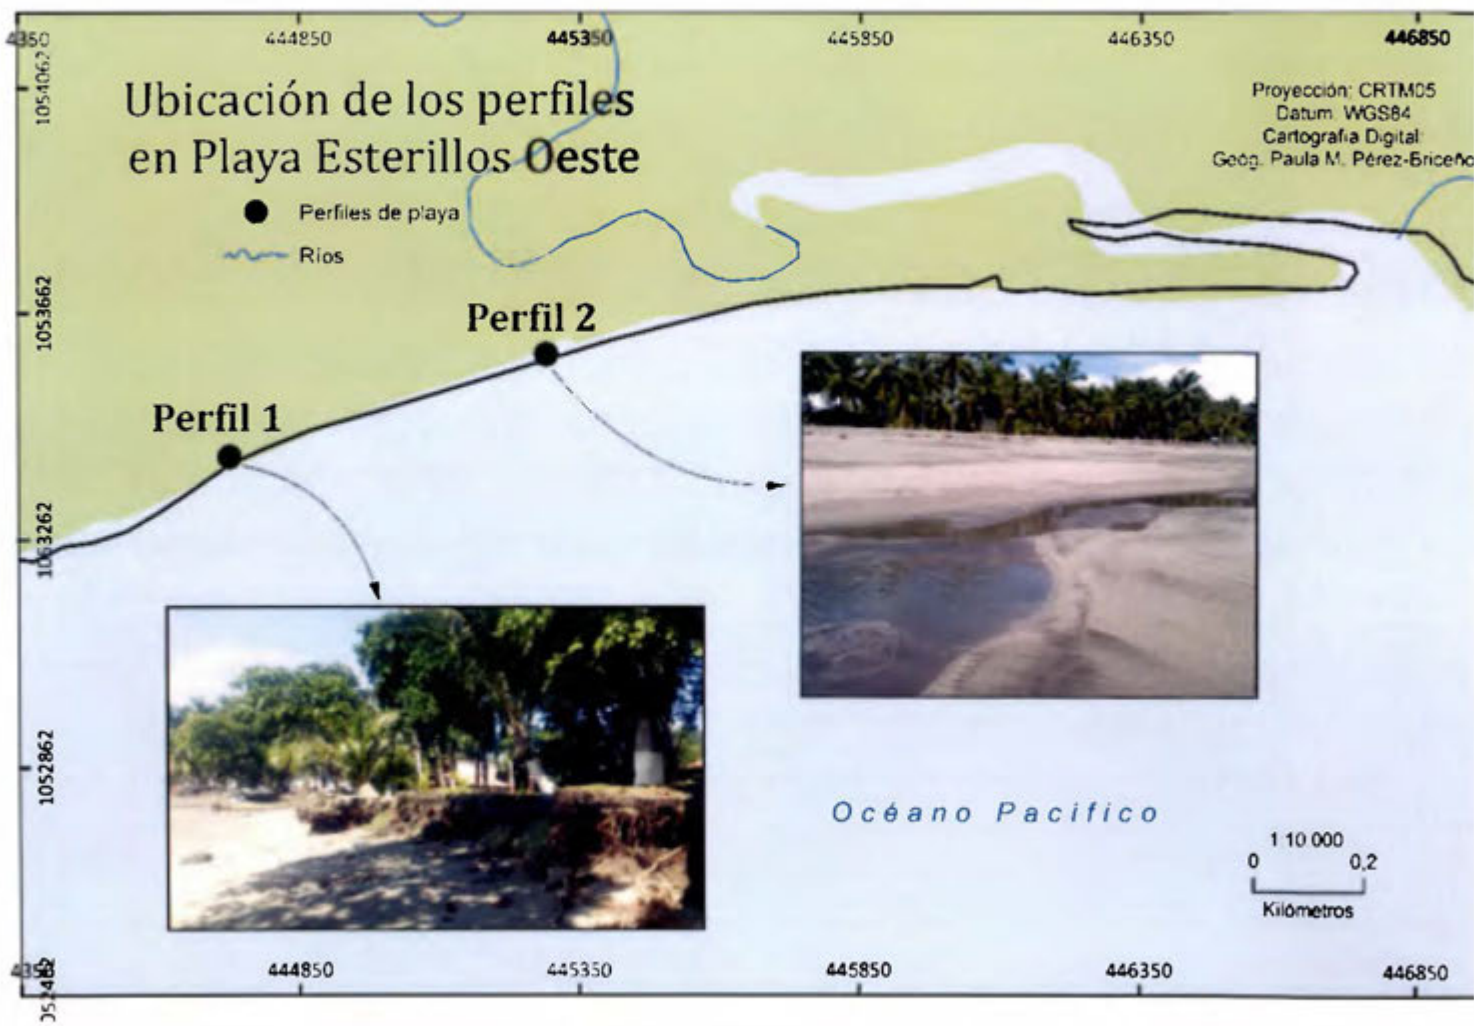 444850
445350
445850
446350
446850
1054062
Ubicación de los perfiles
en Playa Esterillos Oeste
Perfiles de playa
Ríos
Proyección: CRTM05
Datum: WGS84
Cartografía Digital:
Geóg. Paula M. Pérez-Briceño
1053662
Perfil 2
Perfil 1
1053262
1052862
Océano Pacifico
1 10 000
0 0,2
Kilómetros
444850
445350
445850
446350
446850